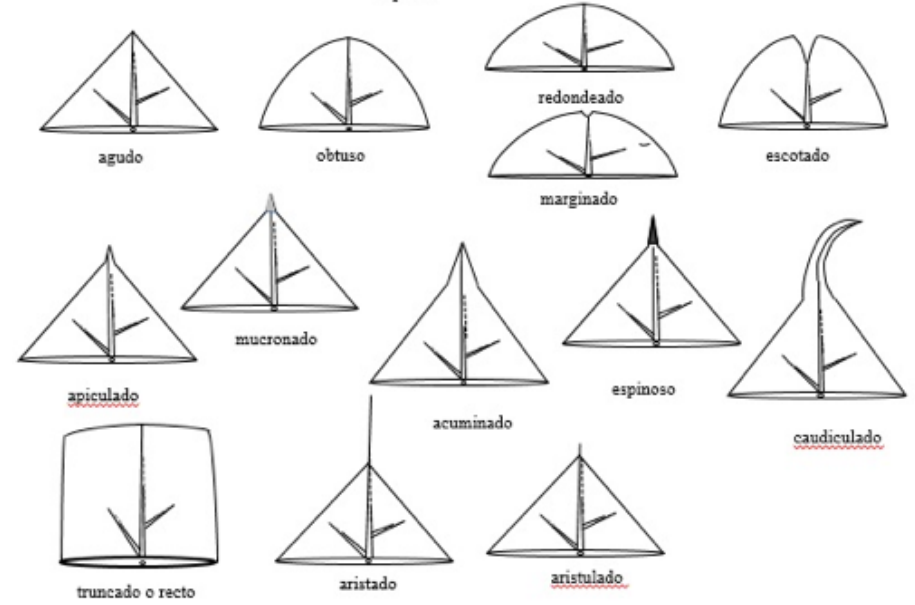 agudo
obtuso
redondeado
escotado
marginado
mucronado
apiculado
acuminado
espinoso
caudiculado
truncado o recto
aristado
aristulado